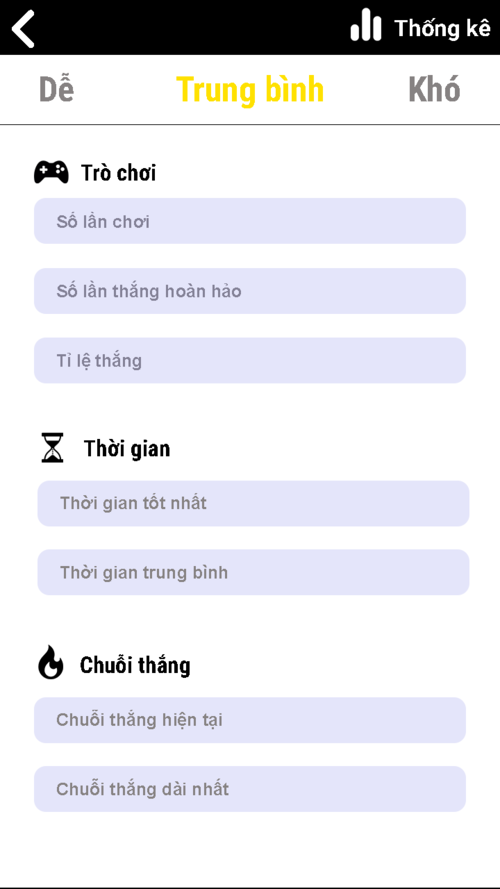 Thống kê
Dễ Trung bình Khó
Trò chơi
Số lần chơi
Số lần thắng hoàn hảo
Tỉ lệ thắng
Thời gian
Thời gian tốt nhất
Thời gian trung bình
Chuỗi thắng
Chuỗi thắng hiện tại
Chuỗi thắng dài nhất